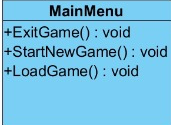 MainMenu
+ExitGame() : void
+StartNewGame() : void
+LoadGame() : void